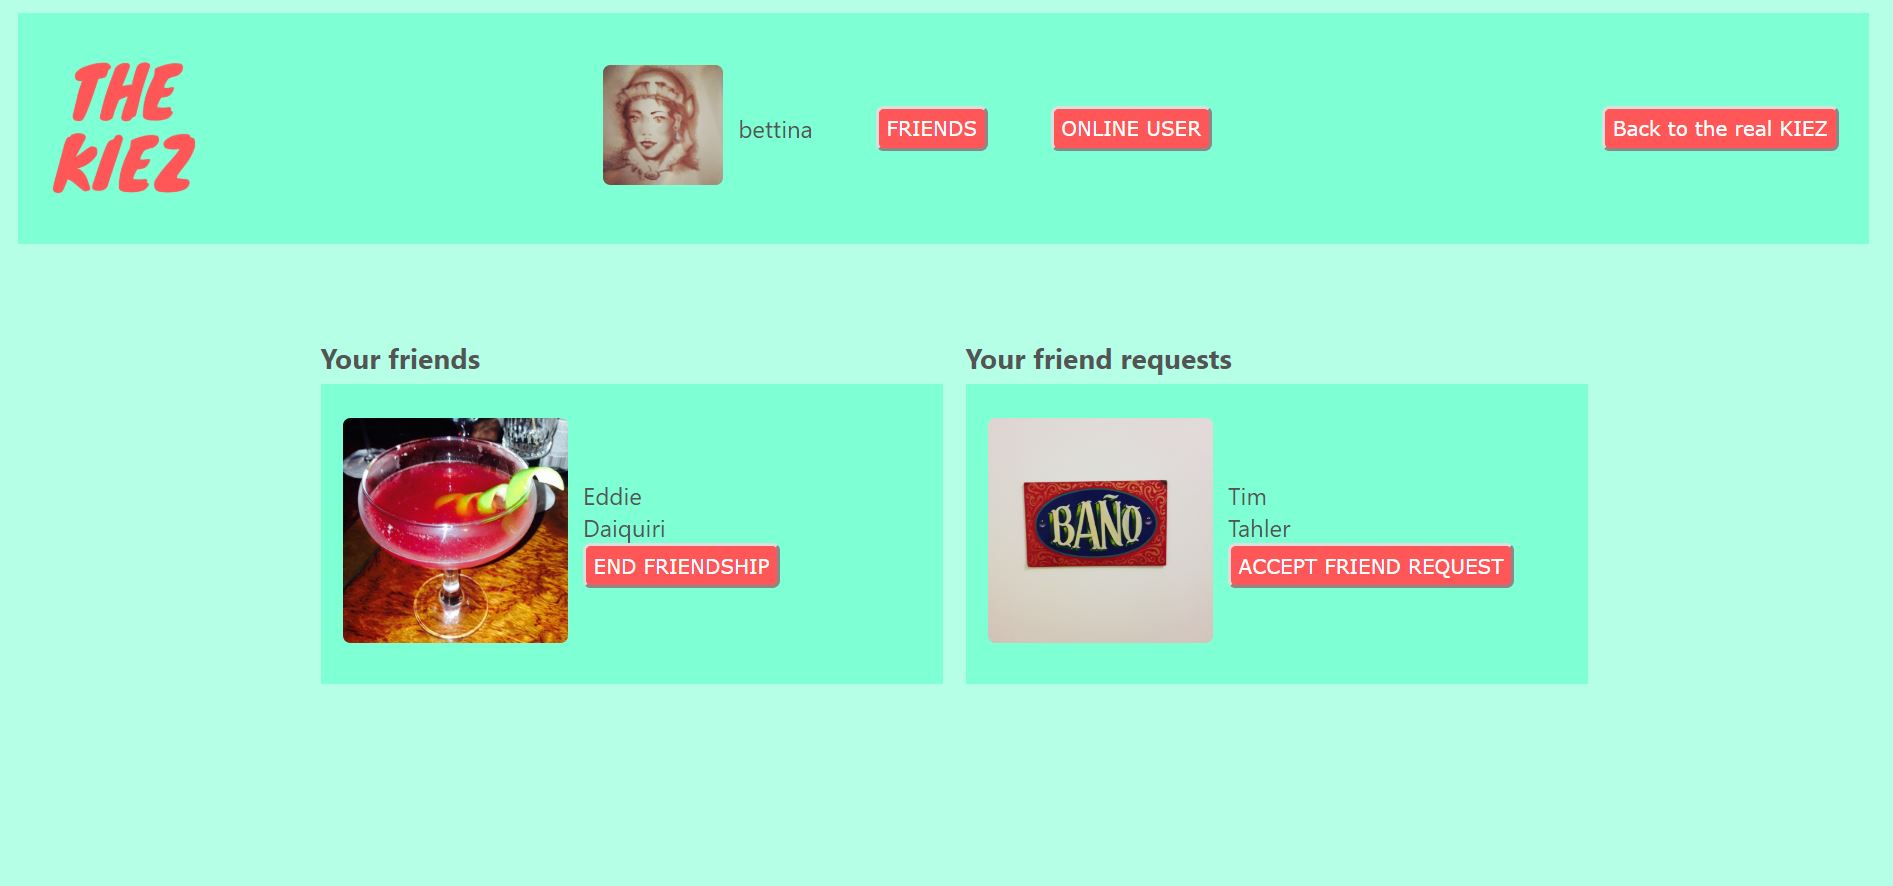 THE
KIEZ
bettina
FRIENDS
ONLINE USER
Back to the real KIEZ
Your friends
Eddie
Daiquiri
END FRIENDSHIP
Your friend requests
BAÑO
Tim
Tahler
ACCEPT FRIEND REQUEST